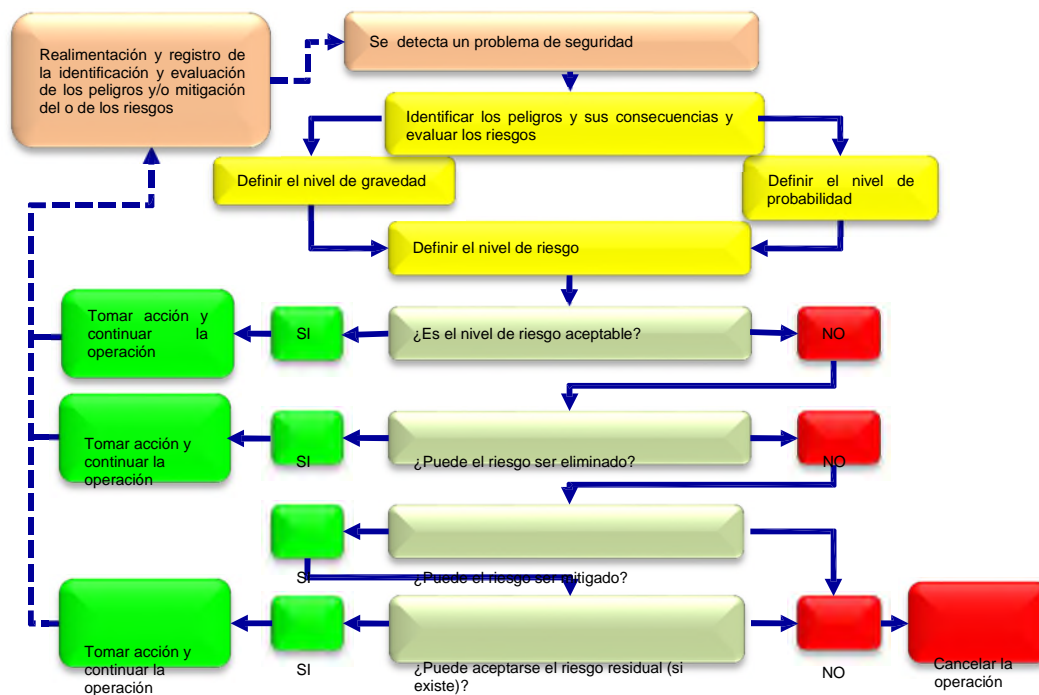 Realimentación y registro de
la identificación y evaluación
de los peligros y/o mitigación
del o de los riesgos
Se detecta un problema de seguridad
Identificar los peligros y sus consecuencias y
evaluar los riesgos
Definir el nivel de gravedad
Definir el nivel de
probabilidad
Definir el nivel de riesgo
Tomar acción y
continuar la
operación
SI
¿Es el nivel de riesgo aceptable?
NO
Tomar acción y
continuar la
operación
SI
¿Puede el riesgo ser eliminado?
NO
SI
¿Puede el riesgo ser mitigado?
Tomar acción y
continuar la
operación
SI
¿Puede aceptarse el riesgo residual (si
existe)?
NO
Cancelar la
operación